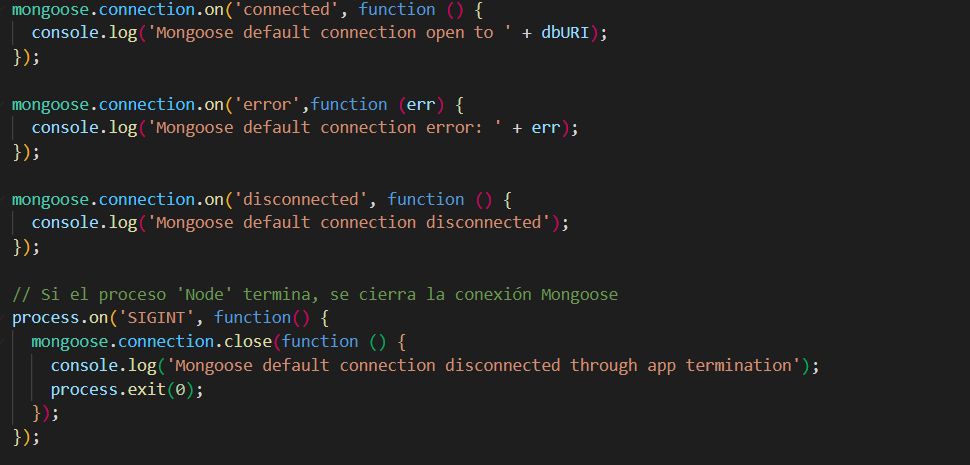 mongoose.connection.on('connected', function () {
  console.log('Mongoose default connection open to ' + dbURI);
});

mongoose.connection.on('error',function (err) {
  console.log('Mongoose default connection error: ' + err);
});

mongoose.connection.on('disconnected', function () {
  console.log('Mongoose default connection disconnected');
});

// Si el proceso 'Node' termina, se cierra la conexión Mongoose
process.on('SIGINT', function() {
  mongoose.connection.close(function () {
    console.log('Mongoose default connection disconnected through app termination');
    process.exit(0);
  });
});